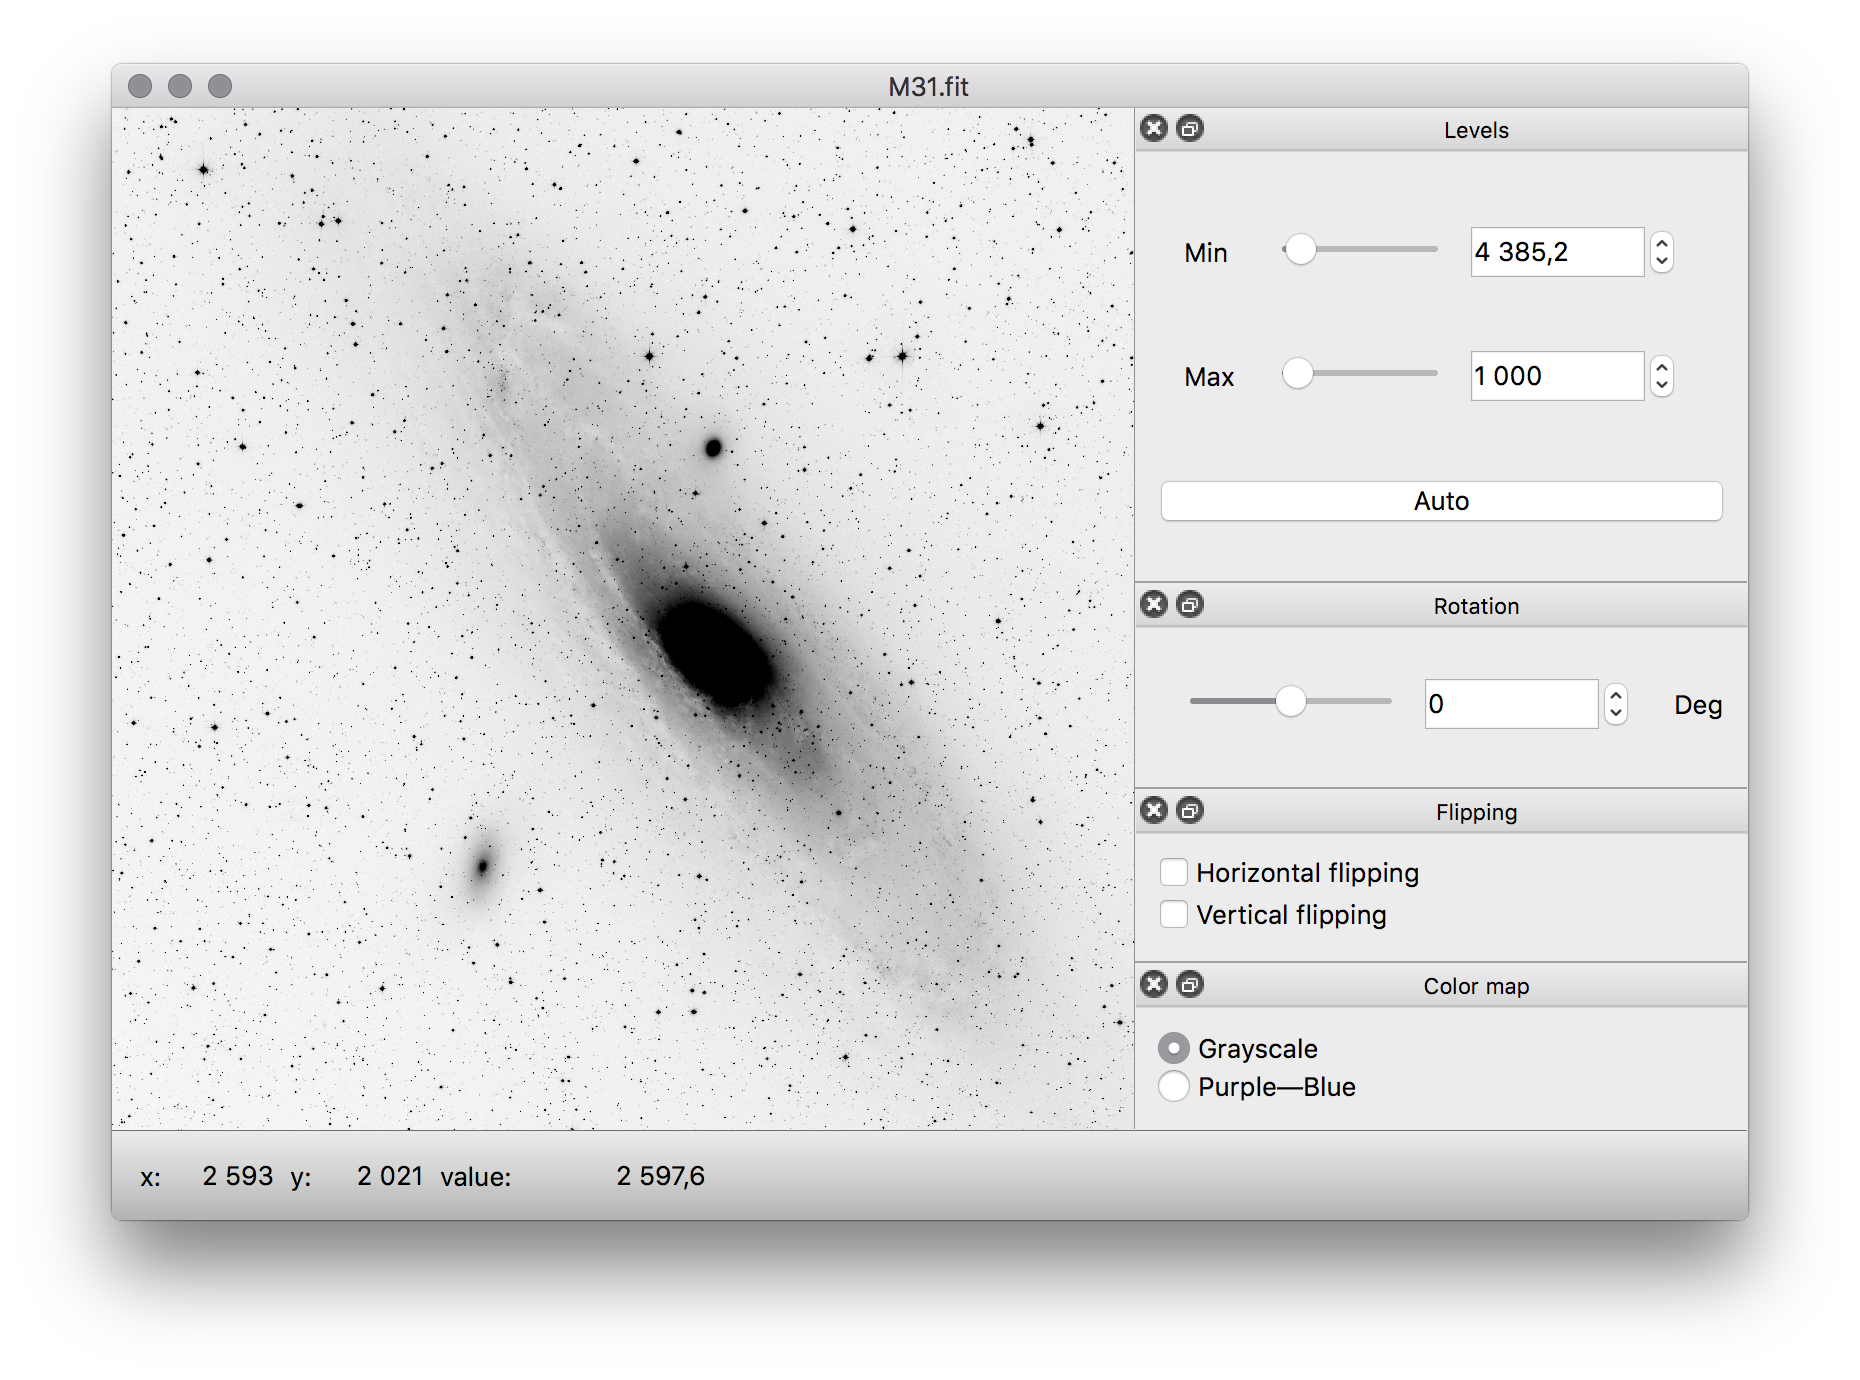 M31.fit
Levels
Min 4 385,2
Max 1 000
Auto
Rotation
0 Deg
Flipping
Horizontal flipping
Vertical flipping
Color map
Grayscale
Purple—Blue
x: 2 593 y: 2 021 value: 2 597,6